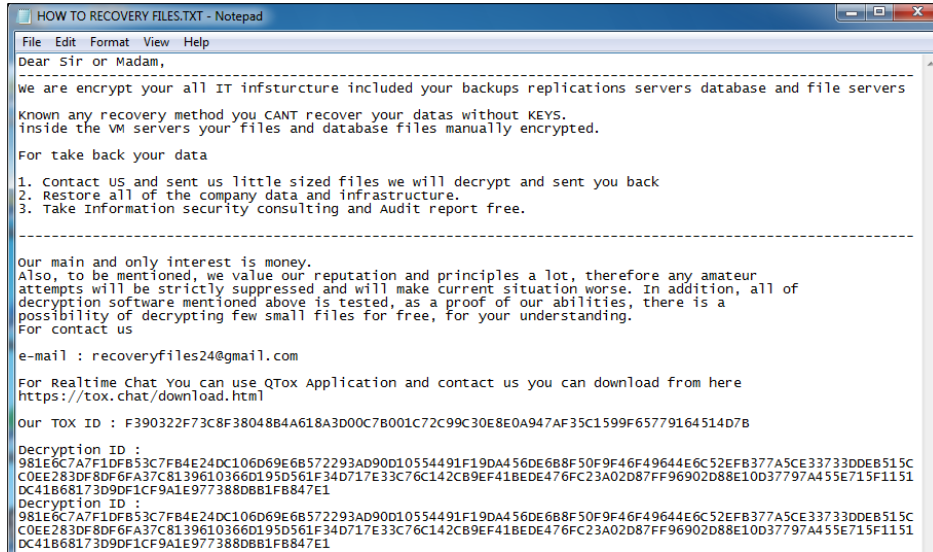 HOW TO RECOVERY FILES.TXT - Notepad
File Edit Format View Help
Dear Sir or Madam,
--------------------------------------------------------------------------------
We are encrypt your all IT infsturcture included your backups replications servers database and file servers
Known any recovery method you CANT recover your datas without KEYS.
inside the VM servers your files and database files manually encrypted.
For take back your data
1. Contact US and sent us little sized files we will decrypt and sent you back
2. Restore all of the company data and infrastructure.
3. Take Information security consulting and Audit report free.
--------------------------------------------------------------------------------
Our main and only interest is money.
Also, to be mentioned, we value our reputation and principles a lot, therefore any amateur
attempts will be strictly suppressed and will make current situation worse. In addition, all of
decryption software mentioned above is tested, as a proof of our abilities, there is a
possibility of decrypting few small files for free, for your understanding.
For contact us
e-mail : recoveryfiles24@gmail.com
For Realtime Chat You can use QTox Application and contact us you can download from here
https://tox.chat/download.html
Our TOX ID : F390322F73C8F38048B4A618A3D00C7B001C72C99C30E8E0A947AF35C1599F65779164514D7B
Decryption ID :
981E6C7A7F1DFB53C7FB4E24DC106D69E6B572293AD90D10554491F19DA456DE6B8F50F9F46F49644E6C52EFB377A5CE33733DDEB515C
C0EE283DF8DF6FA37C8139610366D195D561F34D717E33C76C142CB9EF41BEDE476FC23A02D87FF96902D88E10D37797A455E715F1151
DC41B68173D9DF1CF9A1E977388DBB1FB847E1
Decryption ID :
981E6C7A7F1DFB53C7FB4E24DC106D69E6B572293AD90D10554491F19DA456DE6B8F50F9F46F49644E6C52EFB377A5CE33733DDEB515C
C0EE283DF8DF6FA37C8139610366D195D561F34D717E33C76C142CB9EF41BEDE476FC23A02D87FF96902D88E10D37797A455E715F1151
DC41B68173D9DF1CF9A1E977388DBB1FB847E1